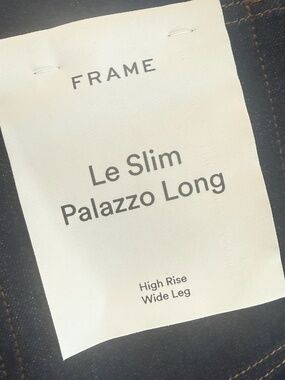 FRAME
Le Slim
Palazzo Long
High Rise
Wide Leg